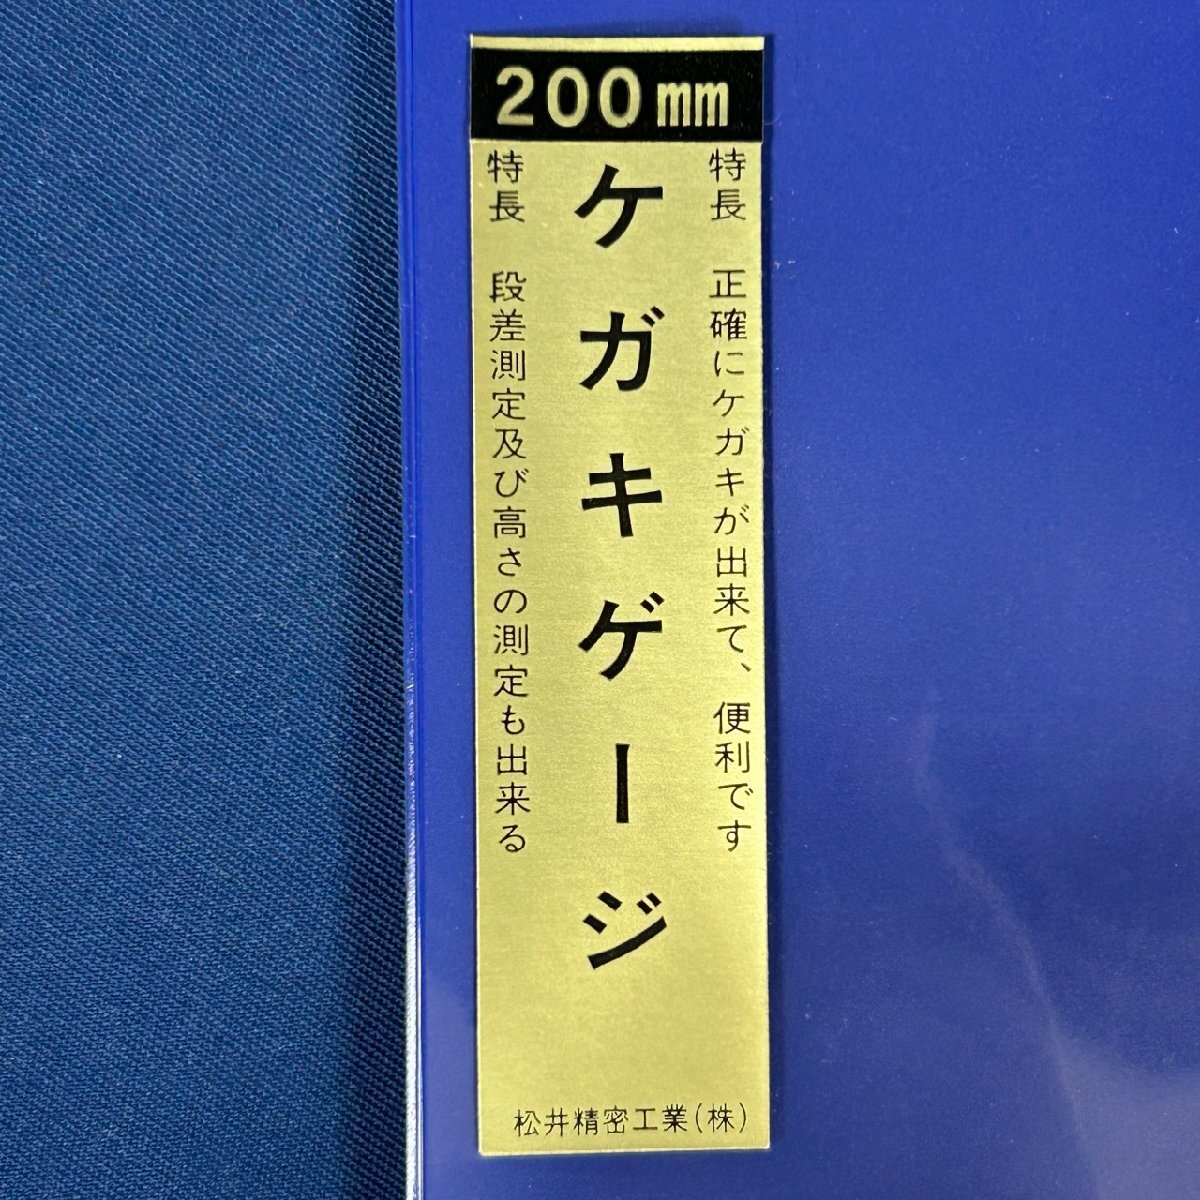 200mm
特長 正確にケガキが出来て、便利です
ケガキゲージ
特長 段差測定及び高さの測定も出来る
松井精密工業(株)